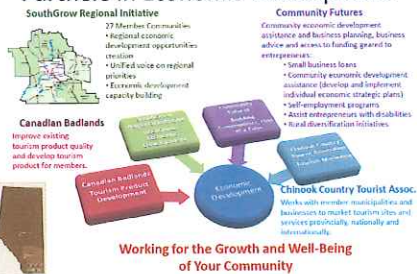 SouthGrow Regional Initiative
27 Member Communities
• Regional economic
development opportunities
creation
• Unified voice on regional
priorities
• Economic development
capacity building
Community Futures
Community economic development
assistance and business planning, business
advice and access to funding geared to
entrepreneurs:
• Small business loans
• Community economic development
assistance (develop and implement
individual economic strategic plans)
• Self-employment programs
• Assist entrepreneurs with disabilities
• Rural diversification initiatives
Canadian Badlands
Improve existing
tourism product quality
and develop tourism
product for members.
Canadian Badlands
Tourism Product
Development
Economic
Development
Chinook Country Tourist Assoc.
Works with member municipalities and
businesses to market tourism sites and
services provincially, nationally and
internationally.
Working for the Growth and Well-Being
of Your Community